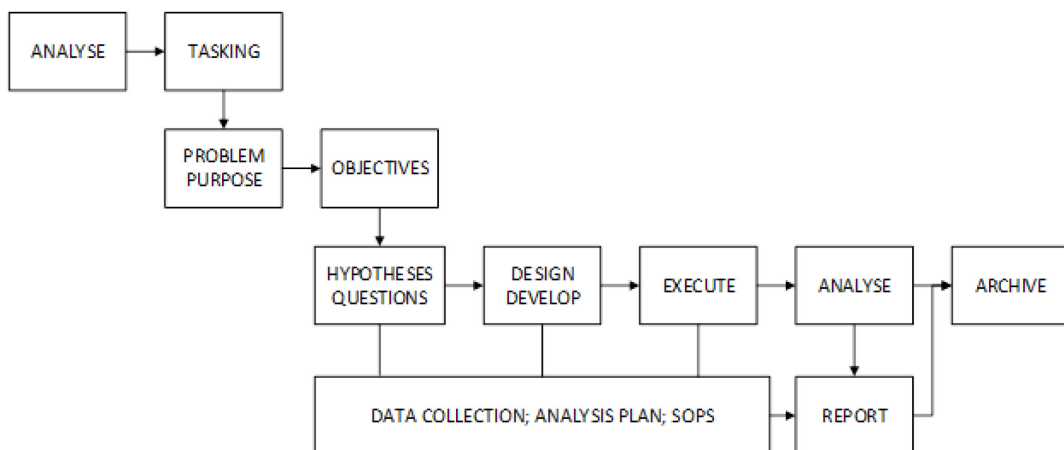 ANALYSE
TASKING
PROBLEM
PURPOSE
OBJECTIVES
HYPOTHESES
QUESTIONS
DESIGN
DEVELOP
EXECUTE
ANALYSE
ARCHIVE
DATA COLLECTION; ANALYSIS PLAN; SOPS
REPORT